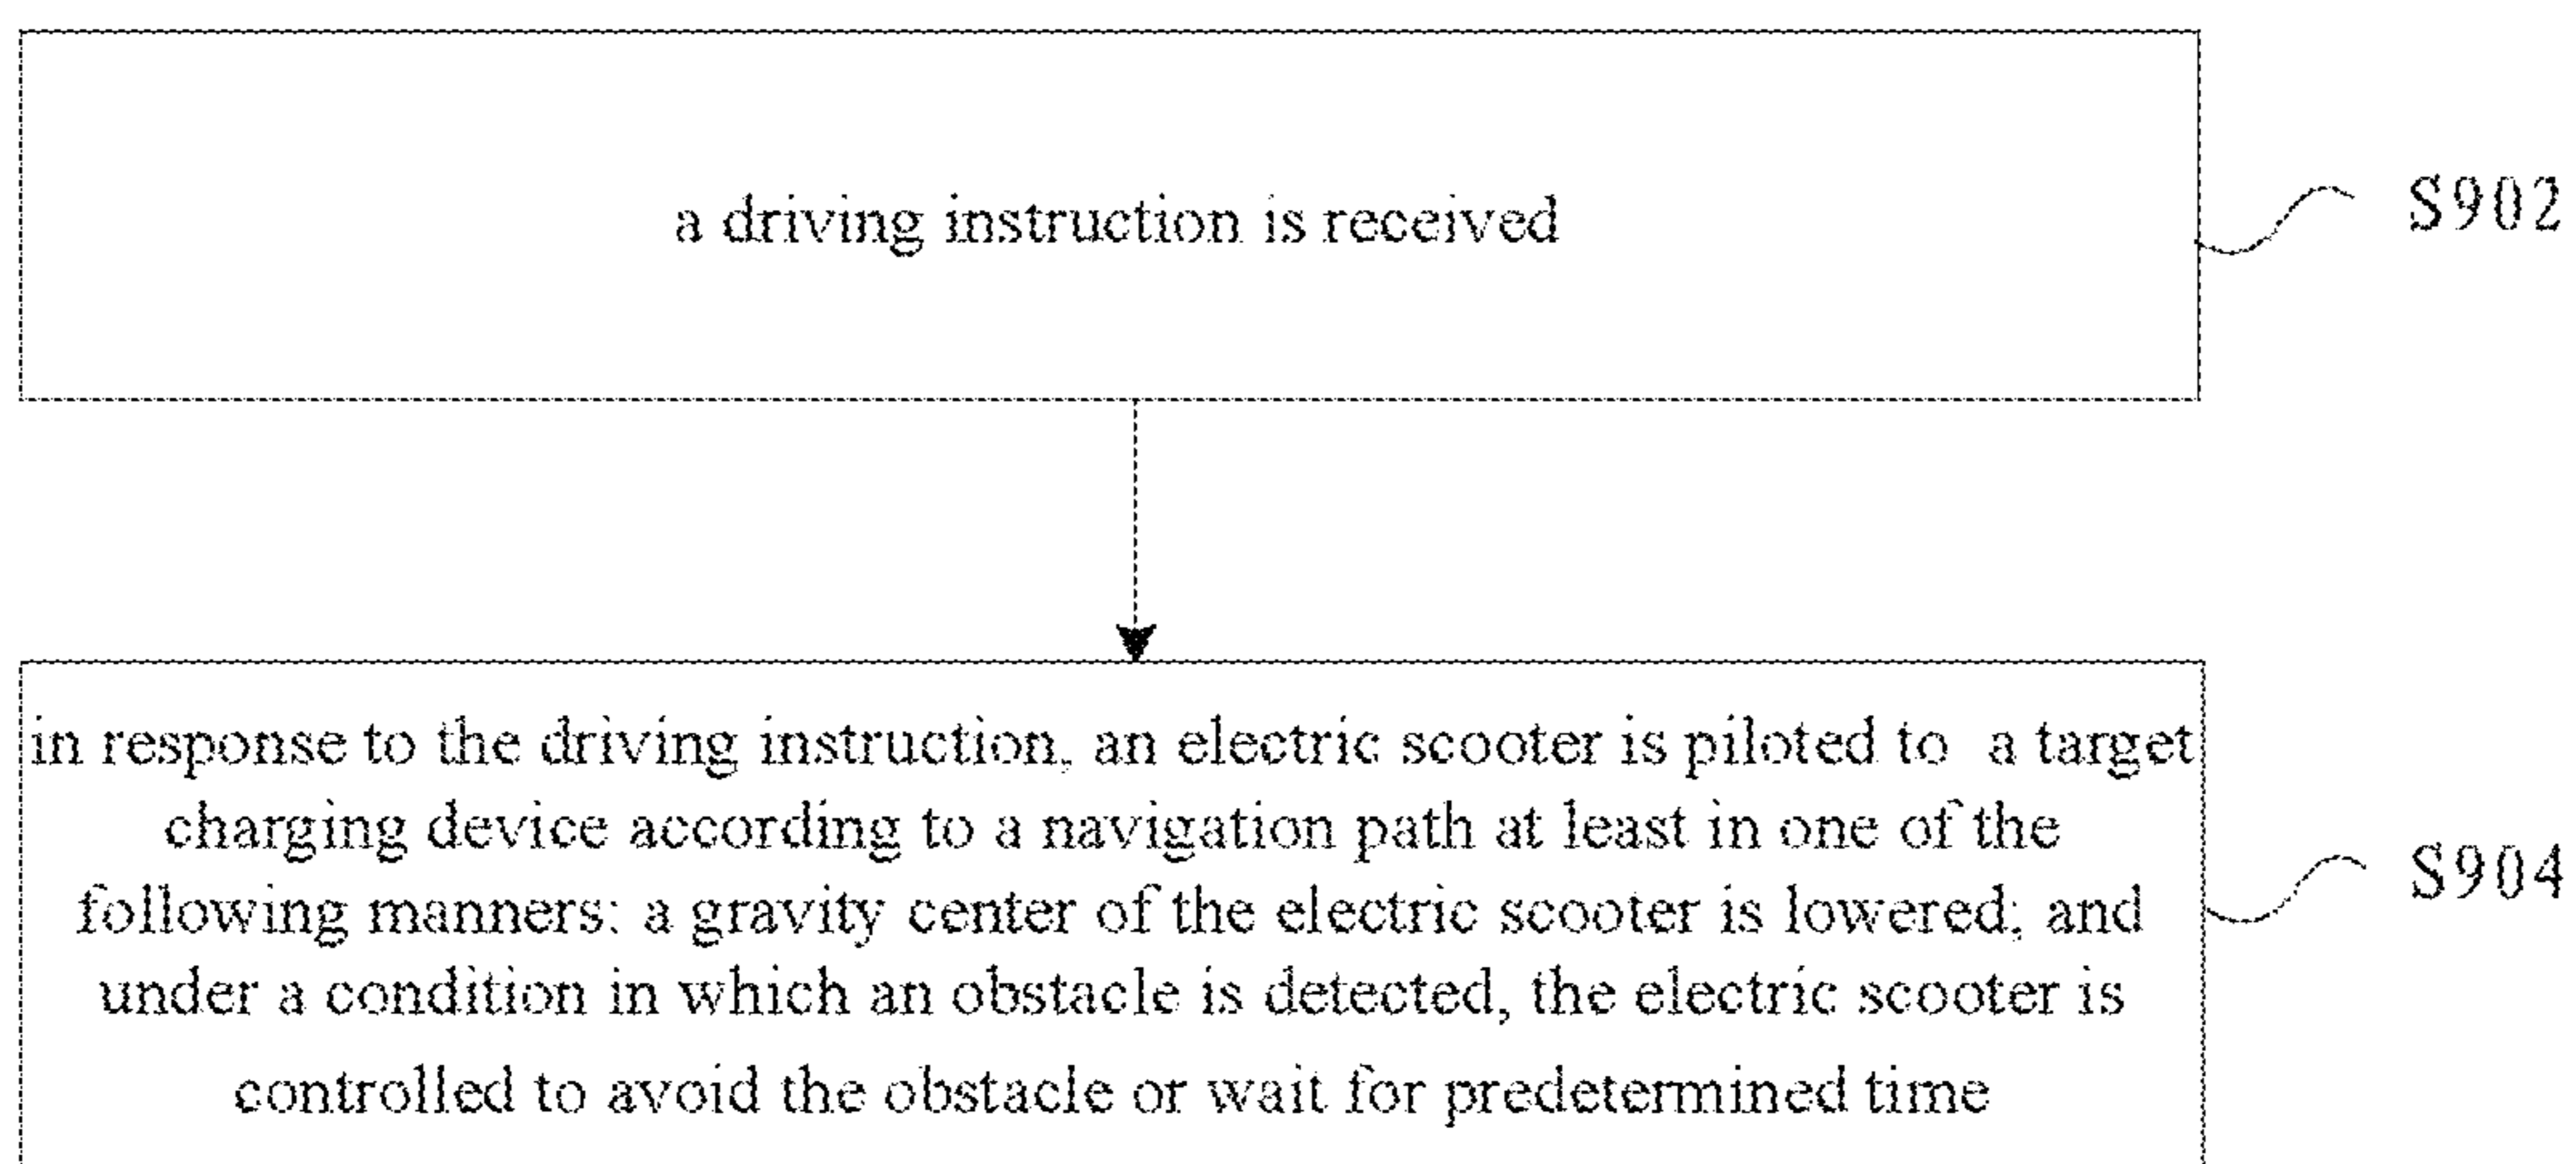 a driving instruction is received
S902
in response to the driving instruction, an electric scooter is piloted to a target
charging device according to a navigation path at least in one of the
following manners: a gravity center of the electric scooter is lowered; and
under a condition in which an obstacle is detected, the electric scooter is
controlled to avoid the obstacle or wait for predetermined time
S904